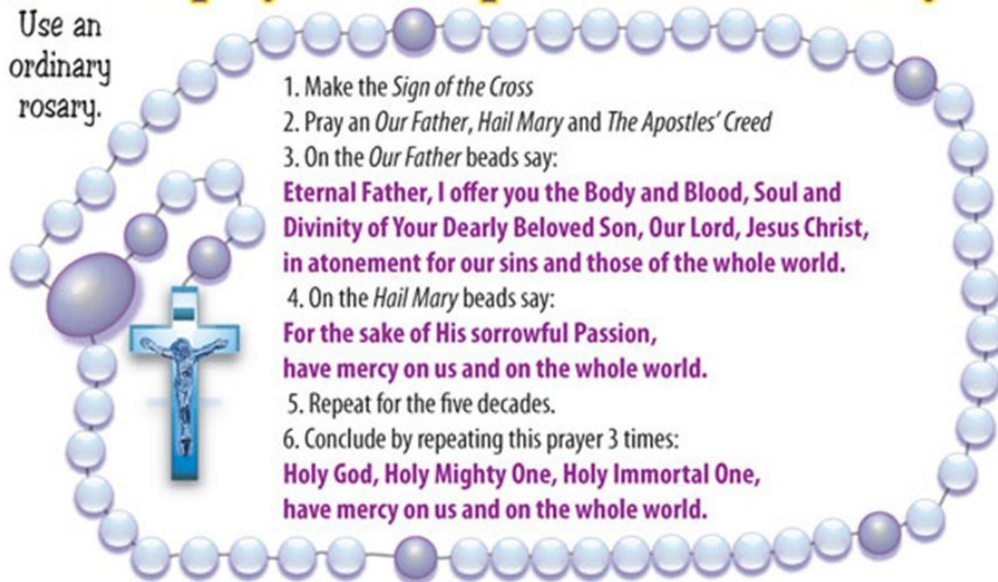 Use an
ordinary
rosary.
1. Make the Sign of the Cross
2. Pray an Our Father, Hail Mary and The Apostles' Creed
3. On the Our Father beads say:
Eternal Father, I offer you the Body and Blood, Soul and
Divinity of Your Dearly Beloved Son, Our Lord, Jesus Christ,
in atonement for our sins and those of the whole world.
4. On the Hail Mary beads say:
For the sake of His sorrowful Passion,
have mercy on us and on the whole world.
5. Repeat for the five decades.
6. Conclude by repeating this prayer 3 times:
Holy God, Holy Mighty One, Holy Immortal One,
have mercy on us and on the whole world.